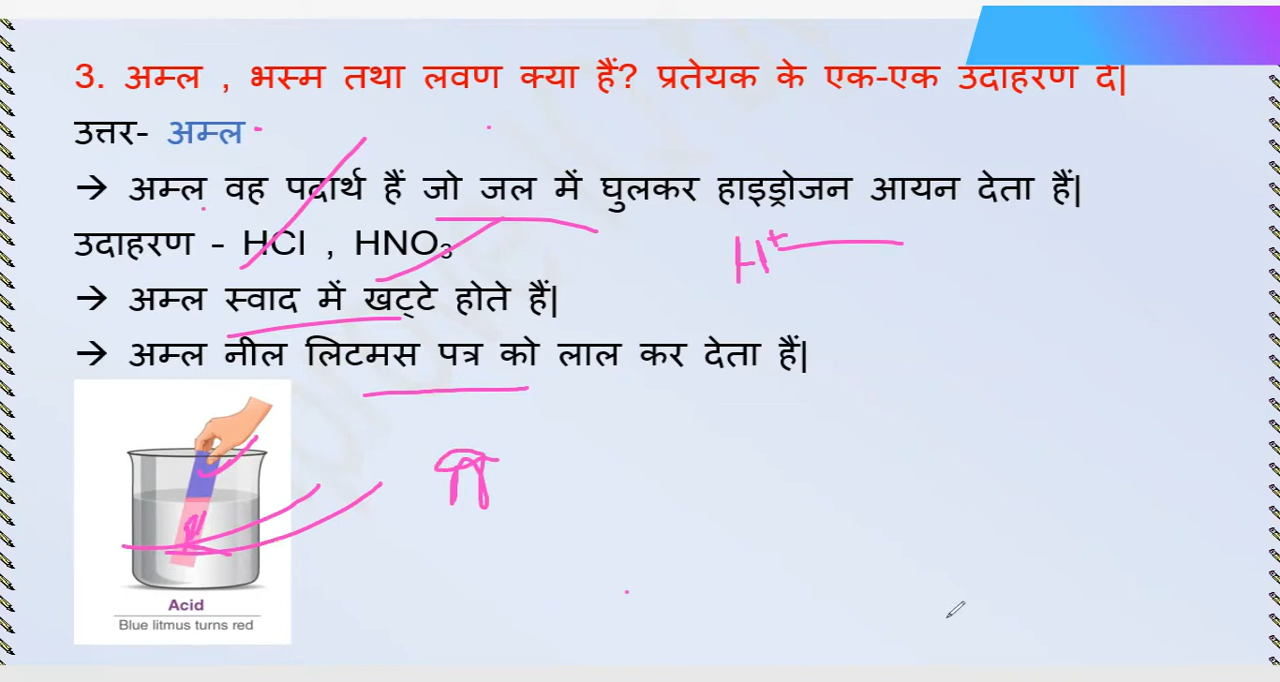 3. अम्ल , भस्म तथा लवण क्या हैं? प्रतेयक के एक-एक उदाहरण दें|
उत्तर- अम्ल
→ अम्ल वह पदार्थ हैं जो जल में घुलकर हाइड्रोजन आयन देता हैं|
उदाहरण - HCl , HNO₃
H⁺
→ अम्ल स्वाद में खट्टे होते हैं|
→ अम्ल नील लिटमस पत्र को लाल कर देता हैं|
Acid
Blue litmus turns red